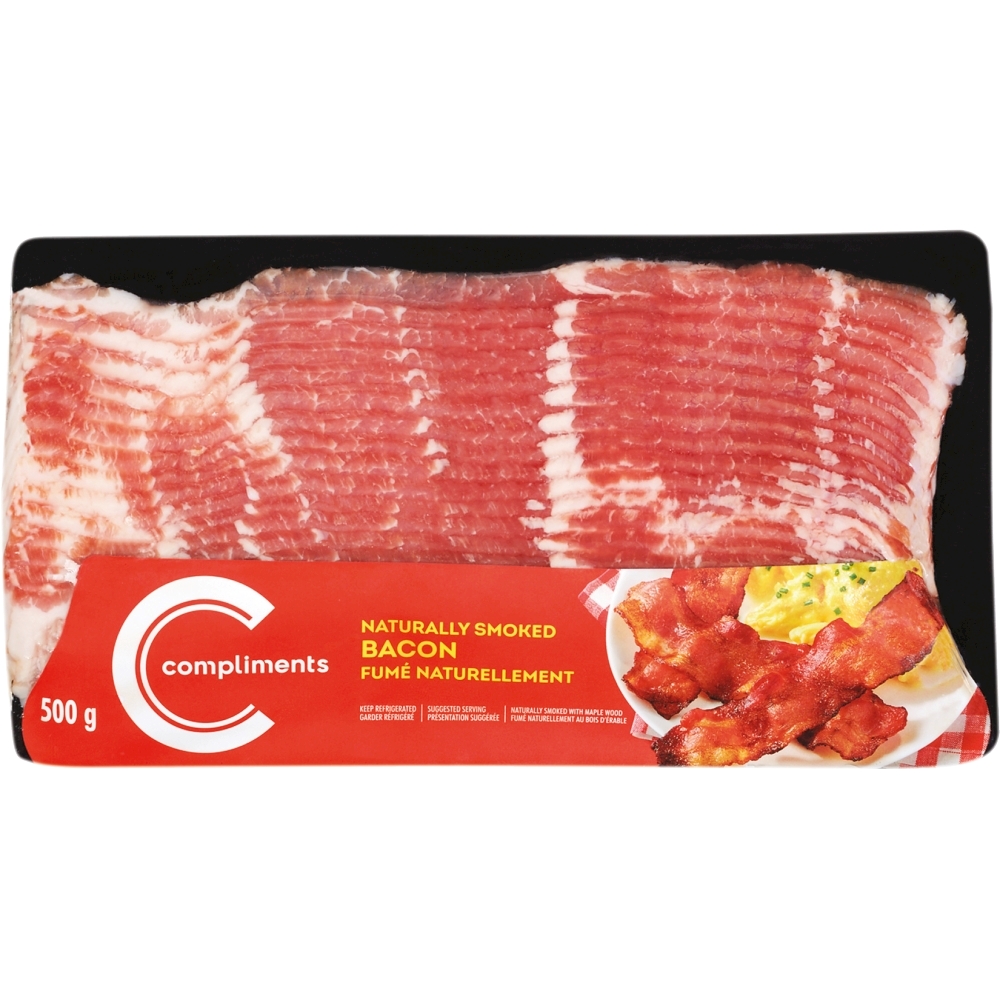 compliments
NATURALLY SMOKED
BACON
FUMÉ NATURELLEMENT
500 g
KEEP REFRIGERATED
GARDER RÉFRIGÉRÉ
SUGGESTED SERVING
PRÉSENTATION SUGGÉRÉE
NATURALLY SMOKED WITH MAPLE WOOD
FUMÉ NATURELLEMENT AU BOIS D'ÉRABLE